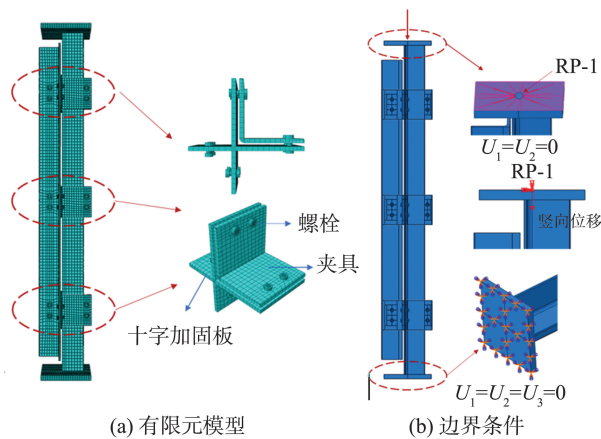 螺栓
夹具
十字加固板
(a) 有限元模型
RP-1
U₁=U₂=0
RP-1
竖向位移
U₁=U₂=U₃=0
(b) 边界条件